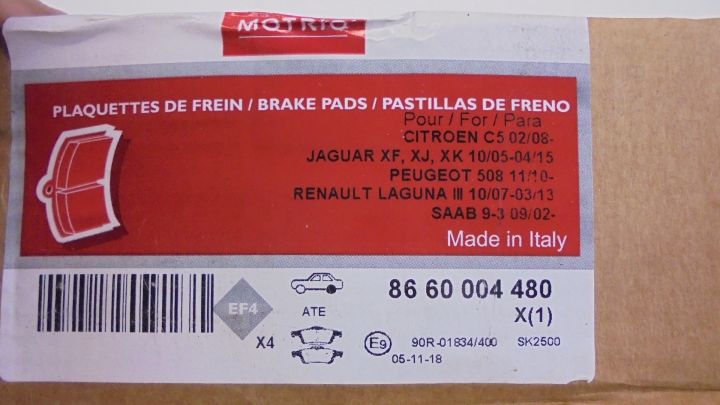 MOTRIO
PLAQUETTES DE FREIN / BRAKE PADS / PASTILLAS DE FRENO
Pour / For / Para
CITROEN C5 02/08-
JAGUAR XF, XJ, XK 10/05-04/15
PEUGEOT 508 11/10-
RENAULT LAGUNA III 10/07-03/13
SAAB 9-3 09/02-
Made in Italy
EF4
ATE
86 60 004 480
X(1)
X4
E9
90R-01834/400
SK2500
05-11-18